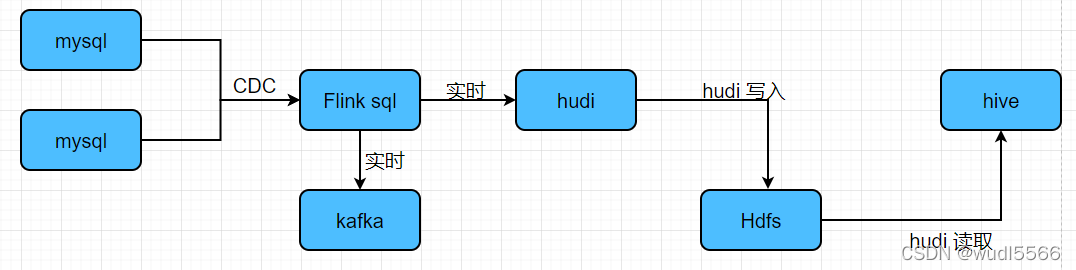 mysql
mysql
CDC
Flink sql
实时
hudi
hudi 写入
hive
实时
kafka
Hdfs
hudi 读取
CSDN @wudl5566